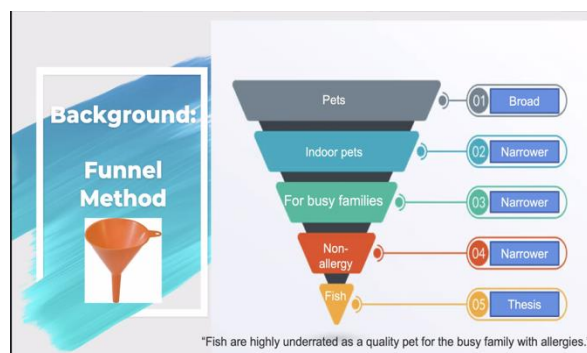 Background:
Funnel
Method
Pets
01 Broad
Indoor pets
02 Narrower
For busy families
03 Narrower
Non-
allergy
04 Narrower
Fish
05 Thesis
"Fish are highly underrated as a quality pet for the busy family with allergies.